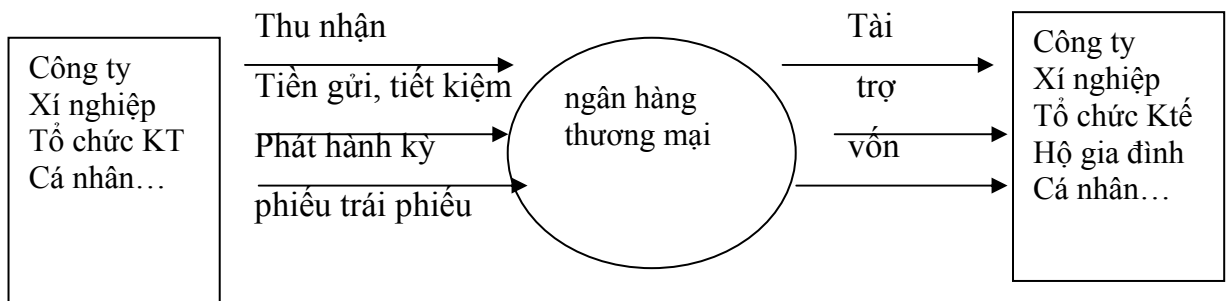 Công ty
Xí nghiệp
Tổ chức KT
Cá nhân…
Thu nhận
Tiền gửi, tiết kiệm
Phát hành kỳ
phiếu trái phiếu
ngân hàng
thương mại
Tài
trợ
vốn
Công ty
Xí nghiệp
Tổ chức Ktế
Hộ gia đình
Cá nhân…